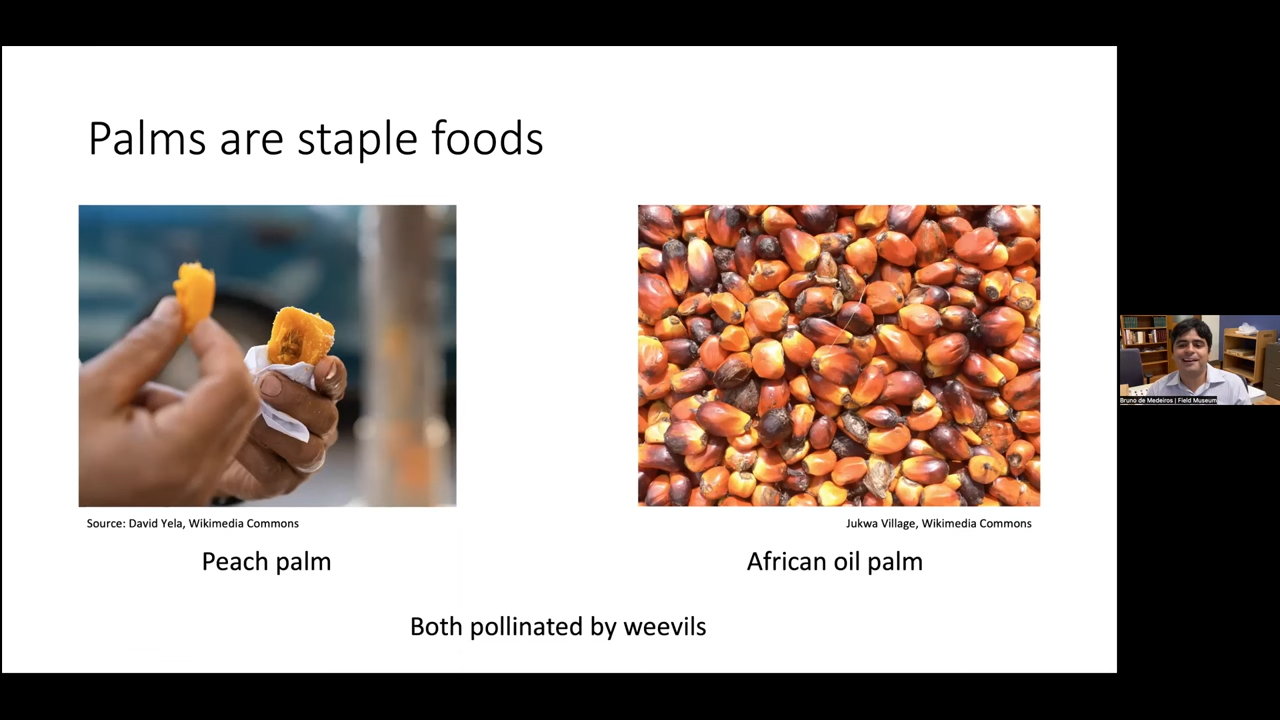 Palms are staple foods
Source: David Yela, Wikimedia Commons
Jukwa Village, Wikimedia Commons
Peach palm
African oil palm
Both pollinated by weevils
Bruno de Medeiros | Field Museum